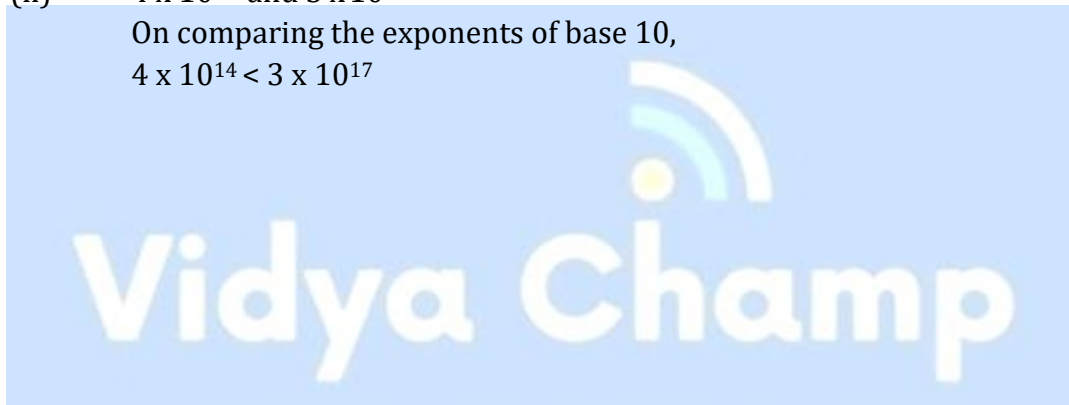 On comparing the exponents of base 10,
4 x 10¹⁴ < 3 x 10¹⁷
Vidya Champ